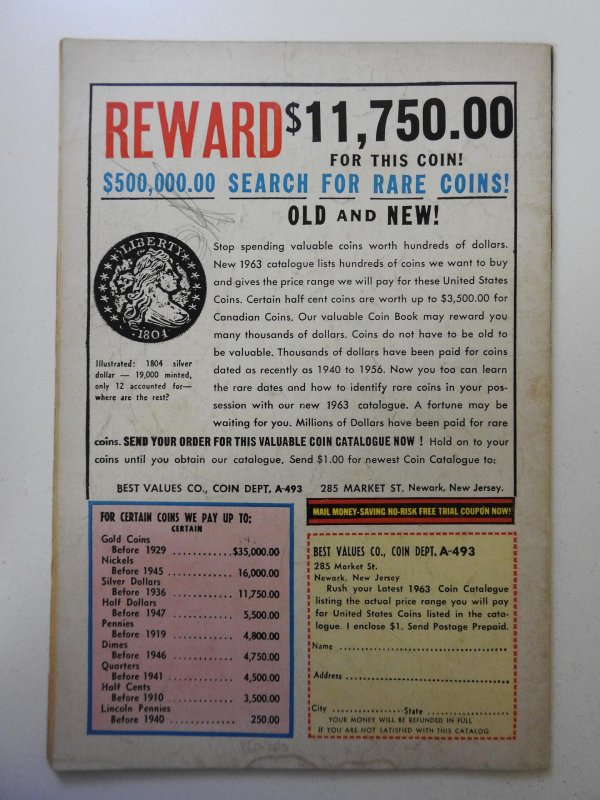 REWARD $11,750.00
FOR THIS COIN!
$500,000.00 SEARCH FOR RARE COINS!
OLD AND NEW!
LIBERTY
1804
Illustrated: 1804 silver
dollar — 19,000 minted,
only 12 accounted for—
where are the rest?
Stop spending valuable coins worth hundreds of dollars.
New 1963 catalogue lists hundreds of coins we want to buy
and gives the price range we will pay for these United States
Coins. Certain half cent coins are worth up to $3,500.00 for
Canadian Coins. Our valuable Coin Book may reward you
many thousands of dollars. Coins do not have to be old to
be valuable. Thousands of dollars have been paid for coins
dated as recently as 1940 to 1956. Now you too can learn
the rare dates and how to identify rare coins in your pos-
session with our new 1963 catalogue. A fortune may be
waiting for you. Millions of Dollars have been paid for rare
coins. SEND YOUR ORDER FOR THIS VALUABLE COIN CATALOGUE NOW ! Hold on to your
coins until you obtain our catalogue. Send $1.00 for newest Coin Catalogue to:
BEST VALUES CO., COIN DEPT. A-493 285 MARKET ST. Newark, New Jersey.
FOR CERTAIN COINS WE PAY UP TO:
CERTAIN
Gold Coins
Before 1929 ............$35,000.00
Nickels
Before 1945 ............. 16,000.00
Silver Dollars
Before 1936 ............. 11,750.00
Half Dollars
Before 1947 ............. 5,500.00
Pennies
Before 1919 ............. 4,800.00
Dimes
Before 1946 ............. 4,750.00
Quarters
Before 1941 ............. 4,500.00
Half Cents
Before 1910 ............. 3,500.00
Lincoln Pennies
Before 1940 ............. 250.00
MAIL MONEY-SAVING NO-RISK FREE TRIAL COUPON NOW!
BEST VALUES CO., COIN DEPT. A-493
285 Market St.
Newark, New Jersey
Rush your Latest 1963 Coin Catalogue
listing the actual price range you will pay
for United States Coins listed in the cata-
logue. I enclose $1. Send Postage Prepaid.
Name ..............................
Address ..............................
City ................. State ..................
YOUR MONEY WILL BE REFUNDED IN FULL
IF YOU ARE NOT SATISFIED WITH THIS CATALOG